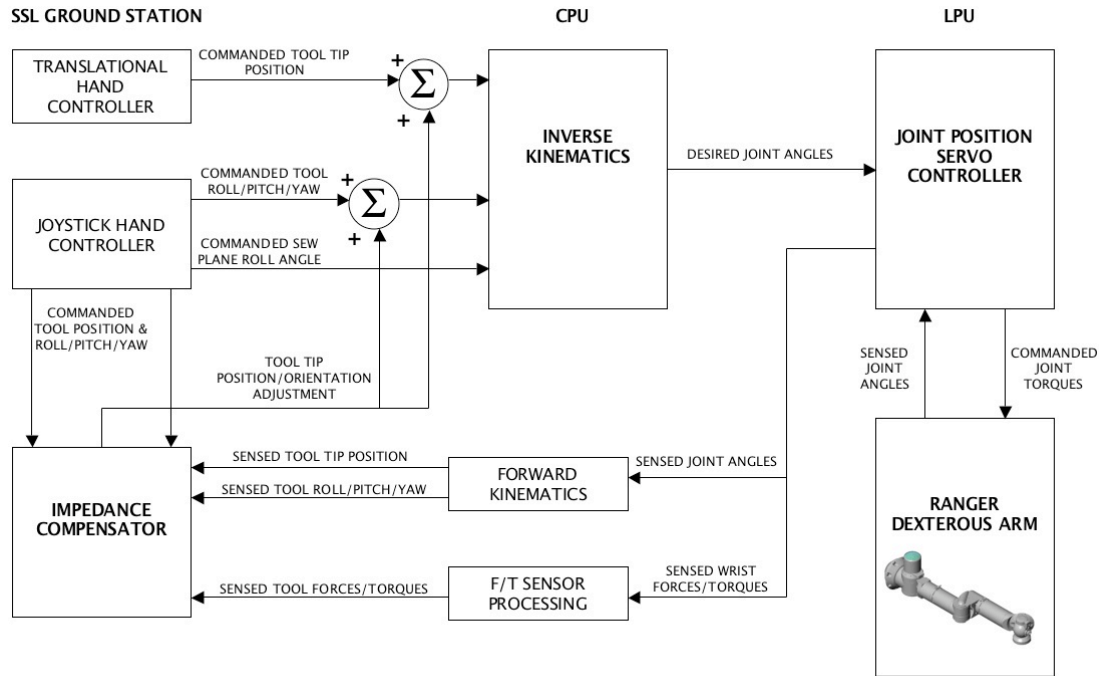 SSL GROUND STATION
CPU
LPU
TRANSLATIONAL
HAND
CONTROLLER
COMMANDED TOOL TIP
POSITION
+
Σ
+
INVERSE
KINEMATICS
DESIRED JOINT ANGLES
JOINT POSITION
SERVO
CONTROLLER
JOYSTICK HAND
CONTROLLER
COMMANDED TOOL
ROLL/PITCH/YAW
+
Σ
+
COMMANDED SEW
PLANE ROLL ANGLE
COMMANDED
TOOL POSITION &
ROLL/PITCH/YAW
TOOL TIP
POSITION/ORIENTATION
ADJUSTMENT
SENSED
JOINT
ANGLES
COMMANDED
JOINT
TORQUES
IMPEDANCE
COMPENSATOR
SENSED TOOL TIP POSITION
SENSED TOOL ROLL/PITCH/YAW
FORWARD
KINEMATICS
SENSED JOINT ANGLES
SENSED TOOL FORCES/TORQUES
F/T SENSOR
PROCESSING
SENSED WRIST
FORCES/TORQUES
RANGER
DEXTEROUS ARM